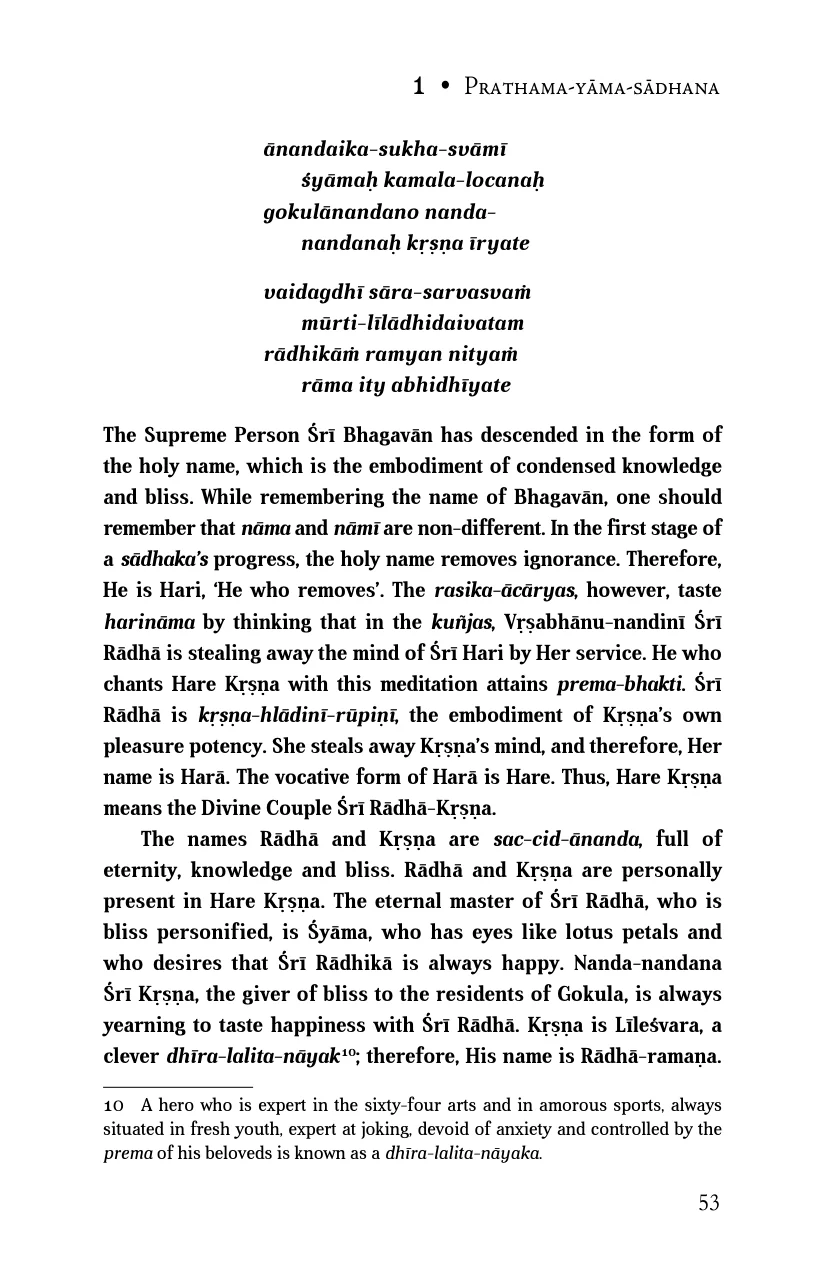 1 • Prathama-yāma-sādhana
ānandaika-sukha-svāmī
śyāmaḥ kamala-locanaḥ
gokulānandano nanda-
nandanaḥ kṛṣṇa īryate
vaidagdhī sāra-sarvasvaṁ
mūrti-līlādhidaivatam
rādhikāṁ ramyan nityaṁ
rāma ity abhidhīyate
The Supreme Person Śrī Bhagavān has descended in the form of
the holy name, which is the embodiment of condensed knowledge
and bliss. While remembering the name of Bhagavān, one should
remember that nāma and nāmī are non-different. In the first stage of
a sādhaka’s progress, the holy name removes ignorance. Therefore,
He is Hari, ‘He who removes’. The rasika-ācāryas, however, taste
harināma by thinking that in the kuñjas, Vṛṣabhānu-nandinī Śrī
Rādhā is stealing away the mind of Śrī Hari by Her service. He who
chants Hare Kṛṣṇa with this meditation attains prema-bhakti. Śrī
Rādhā is kṛṣṇa-hlādinī-rūpiṇī, the embodiment of Kṛṣṇa’s own
pleasure potency. She steals away Kṛṣṇa’s mind, and therefore, Her
name is Harā. The vocative form of Harā is Hare. Thus, Hare Kṛṣṇa
means the Divine Couple Śrī Rādhā-Kṛṣṇa.
The names Rādhā and Kṛṣṇa are sac-cid-ānanda, full of
eternity, knowledge and bliss. Rādhā and Kṛṣṇa are personally
present in Hare Kṛṣṇa. The eternal master of Śrī Rādhā, who is
bliss personified, is Śyāma, who has eyes like lotus petals and
who desires that Śrī Rādhikā is always happy. Nanda-nandana
Śrī Kṛṣṇa, the giver of bliss to the residents of Gokula, is always
yearning to taste happiness with Śrī Rādhā. Kṛṣṇa is Līleśvara, a
clever dhīra-lalita-nāyak¹⁰; therefore, His name is Rādhā-ramaṇa.
10 A hero who is expert in the sixty-four arts and in amorous sports, always
situated in fresh youth, expert at joking, devoid of anxiety and controlled by the
prema of his beloveds is known as a dhīra-lalita-nāyaka.
53